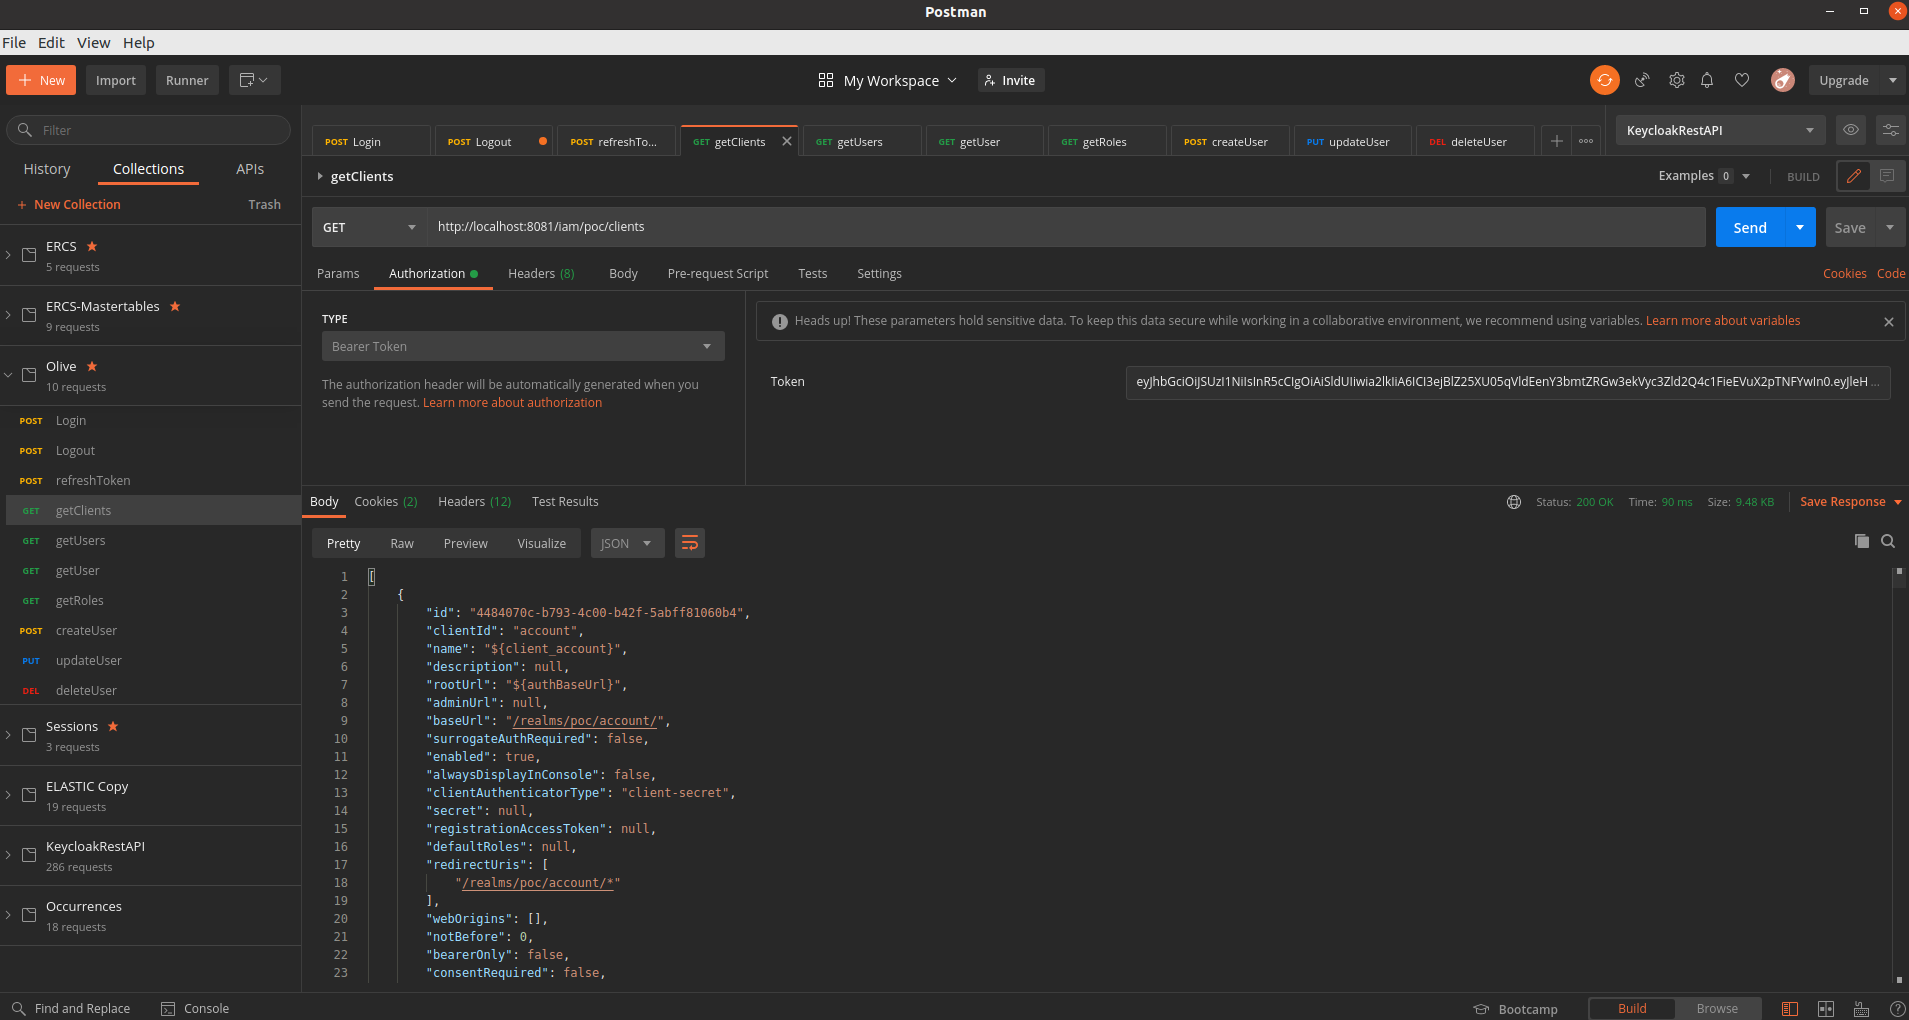 Postman
File Edit View Help
+ New Import Runner My Workspace Invite Upgrade
Filter
History Collections APIs
+ New Collection Trash
ERCS ★
5 requests
ERCS-Mastertables ★
9 requests
Olive ★
10 requests
POST Login
POST Logout
POST refreshToken
GET getClients
GET getUsers
GET getUser
GET getRoles
POST createUser
PUT updateUser
DEL deleteUser
Sessions ★
3 requests
ELASTIC Copy
19 requests
KeycloakRestAPI
286 requests
Occurrences
18 requests
POST Login POST Logout POST refreshTo... GET getClients GET getUsers GET getUser GET getRoles POST createUser PUT updateUser DEL deleteUser
KeycloakRestAPI
getClients Examples 0 BUILD
GET http://localhost:8081/iam/poc/clients Send Save
Params Authorization Headers (8) Body Pre-request Script Tests Settings Cookies Code
TYPE
Bearer Token
The authorization header will be automatically generated when you
send the request. Learn more about authorization
Heads up! These parameters hold sensitive data. To keep this data secure while working in a collaborative environment, we recommend using variables. Learn more about variables
Token
Body Cookies (2) Headers (12) Test Results Status: 200 OK Time: 90 ms Size: 9.48 KB Save Response
Pretty Raw Preview Visualize JSON
1 [
2 {
3 "id": "4484070c-b793-4c00-b42f-5abff81060b4",
4 "clientId": "account",
5 "name": "${client_account}",
6 "description": null,
7 "rootUrl": "${authBaseUrl}",
8 "adminUrl": null,
9 "baseUrl": "/realms/poc/account/",
10 "surrogateAuthRequired": false,
11 "enabled": true,
12 "alwaysDisplayInConsole": false,
13 "clientAuthenticatorType": "client-secret",
14 "secret": null,
15 "registrationAccessToken": null,
16 "defaultRoles": null,
17 "redirectUris": [
18 "/realms/poc/account/*"
19 ],
20 "webOrigins": [],
21 "notBefore": 0,
22 "bearerOnly": false,
23 "consentRequired": false,
Find and Replace Console Bootcamp Build Browse